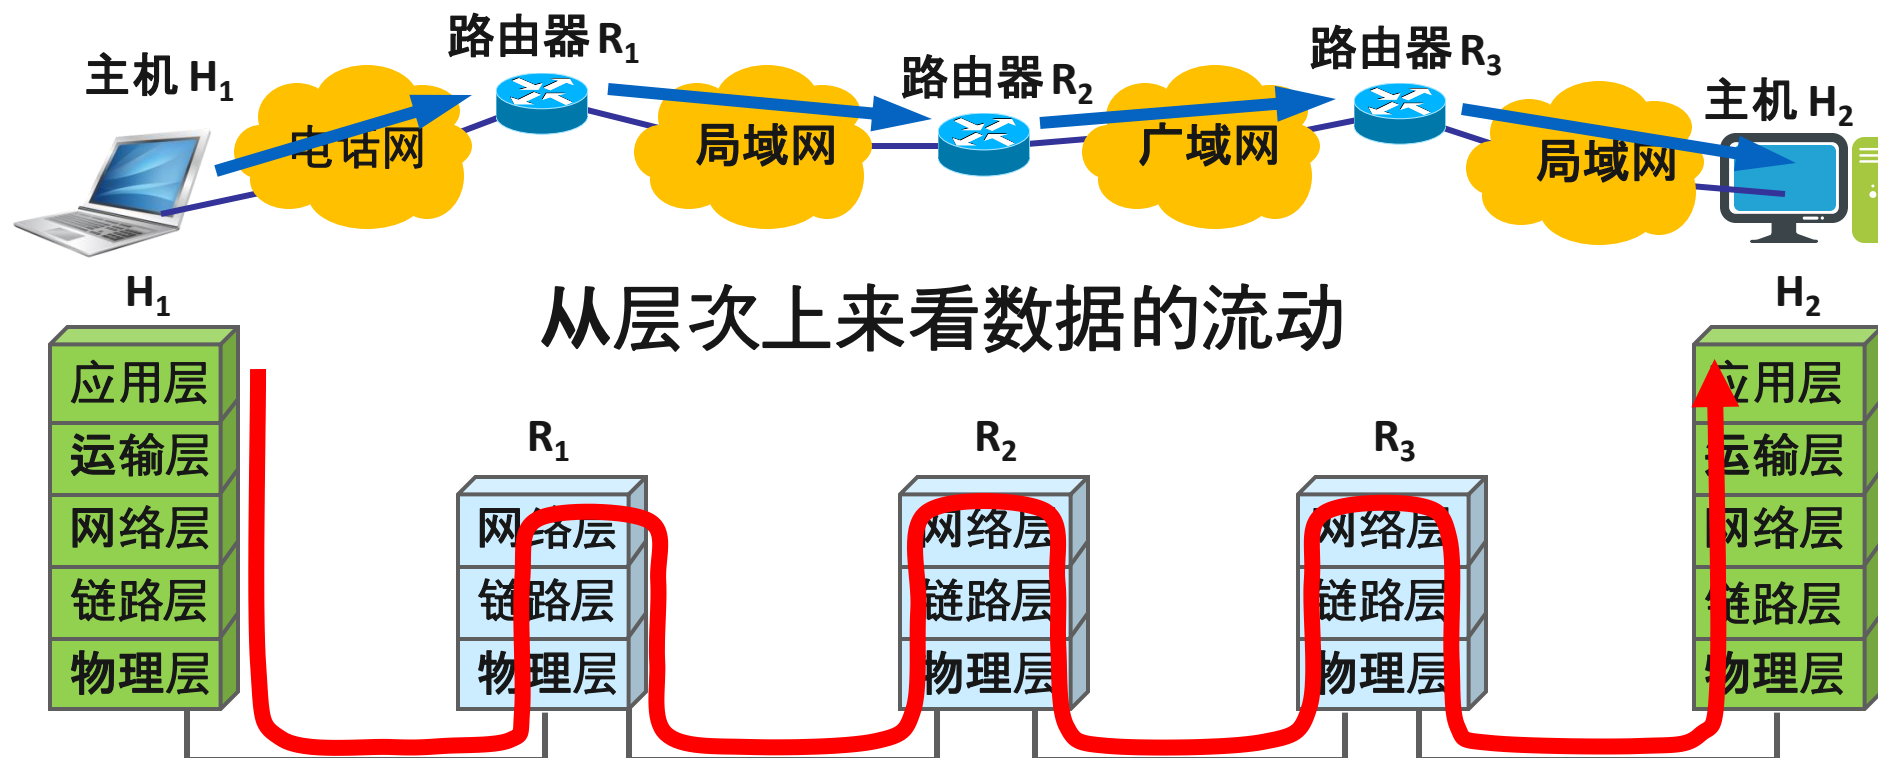 主机 H1
路由器 R1
路由器 R2
路由器 R3
主机 H2
电话网
局域网
广域网
局域网
从层次上来看数据的流动
H1
应用层
运输层
网络层
链路层
物理层
R1
网络层
链路层
物理层
R2
网络层
链路层
物理层
R3
网络层
链路层
物理层
H2
应用层
运输层
网络层
链路层
物理层